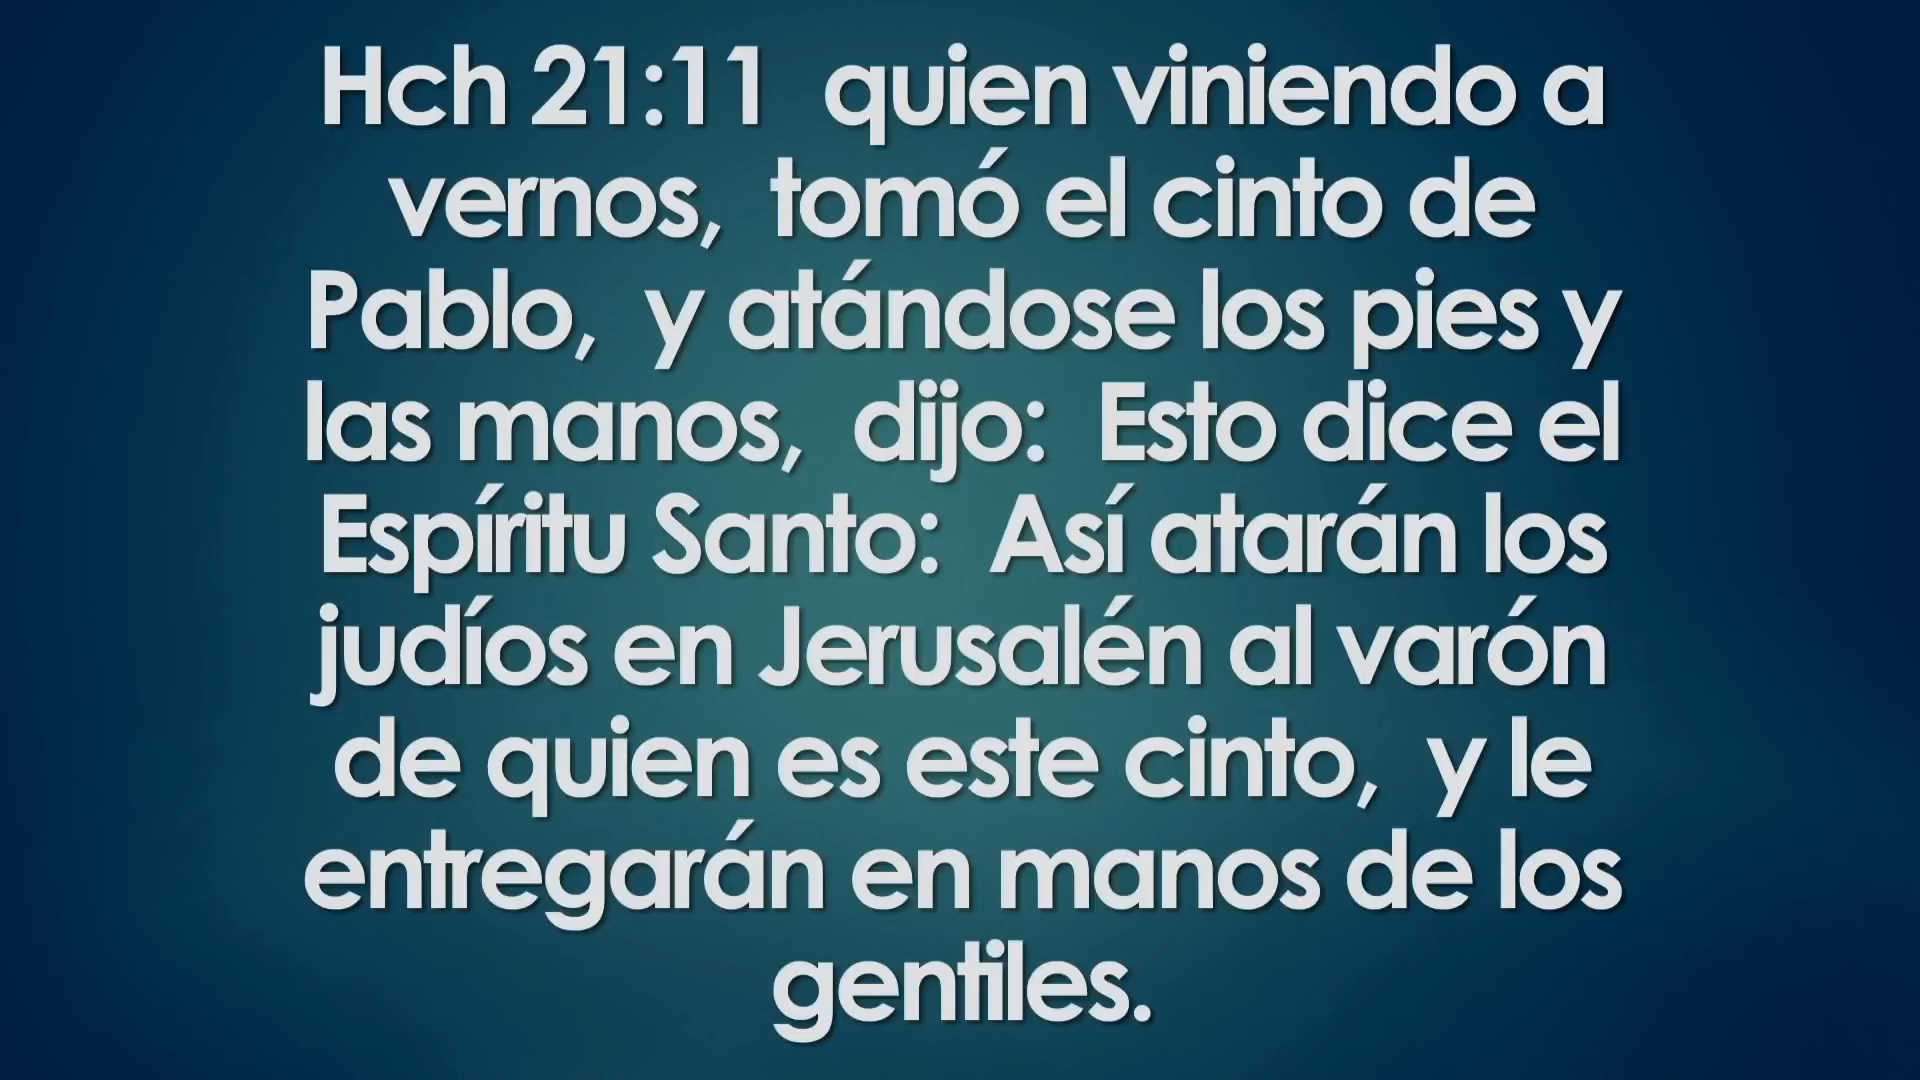 Hch 21:11  quien viniendo a
vernos,  tomó el cinto de
Pablo,  y atándose los pies y
las manos,  dijo:  Esto dice el
Espíritu Santo:  Así atarán los
judíos en Jerusalén al varón
de quien es este cinto,  y le
entregarán en manos de los
gentiles.